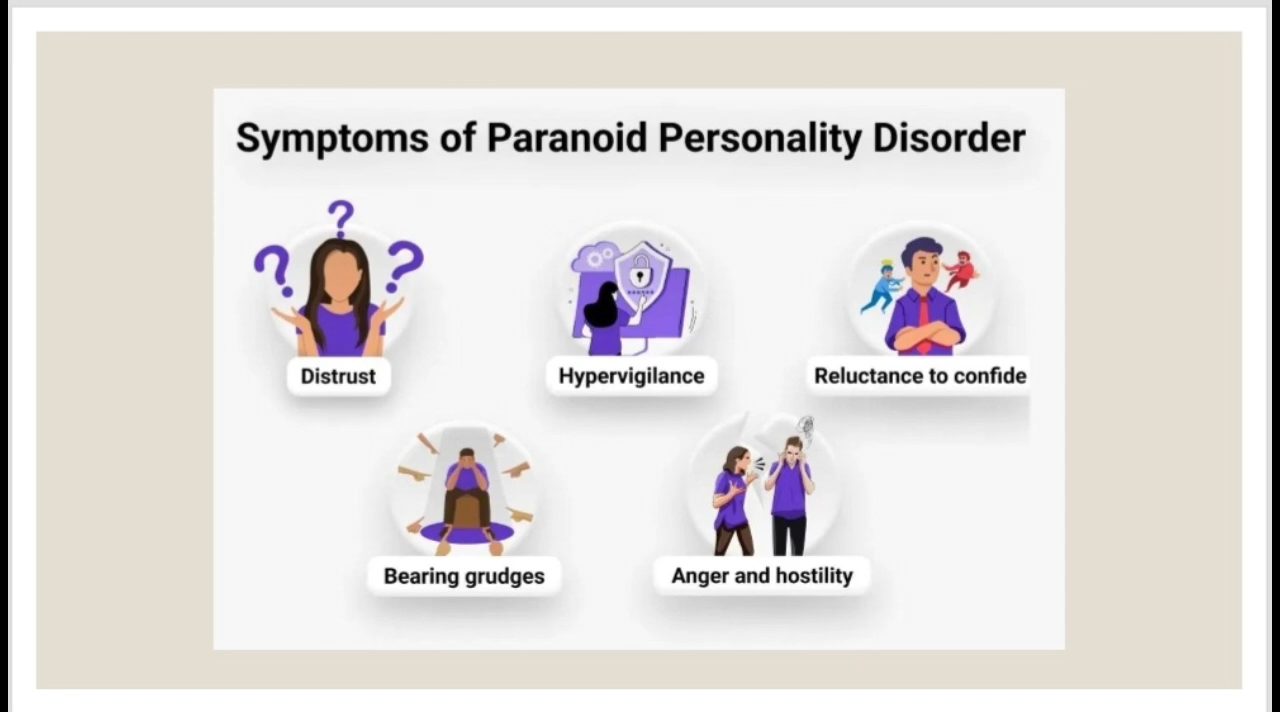 Symptoms of Paranoid Personality Disorder
? ? ?
Distrust
Hypervigilance
Reluctance to confide
Bearing grudges
Anger and hostility